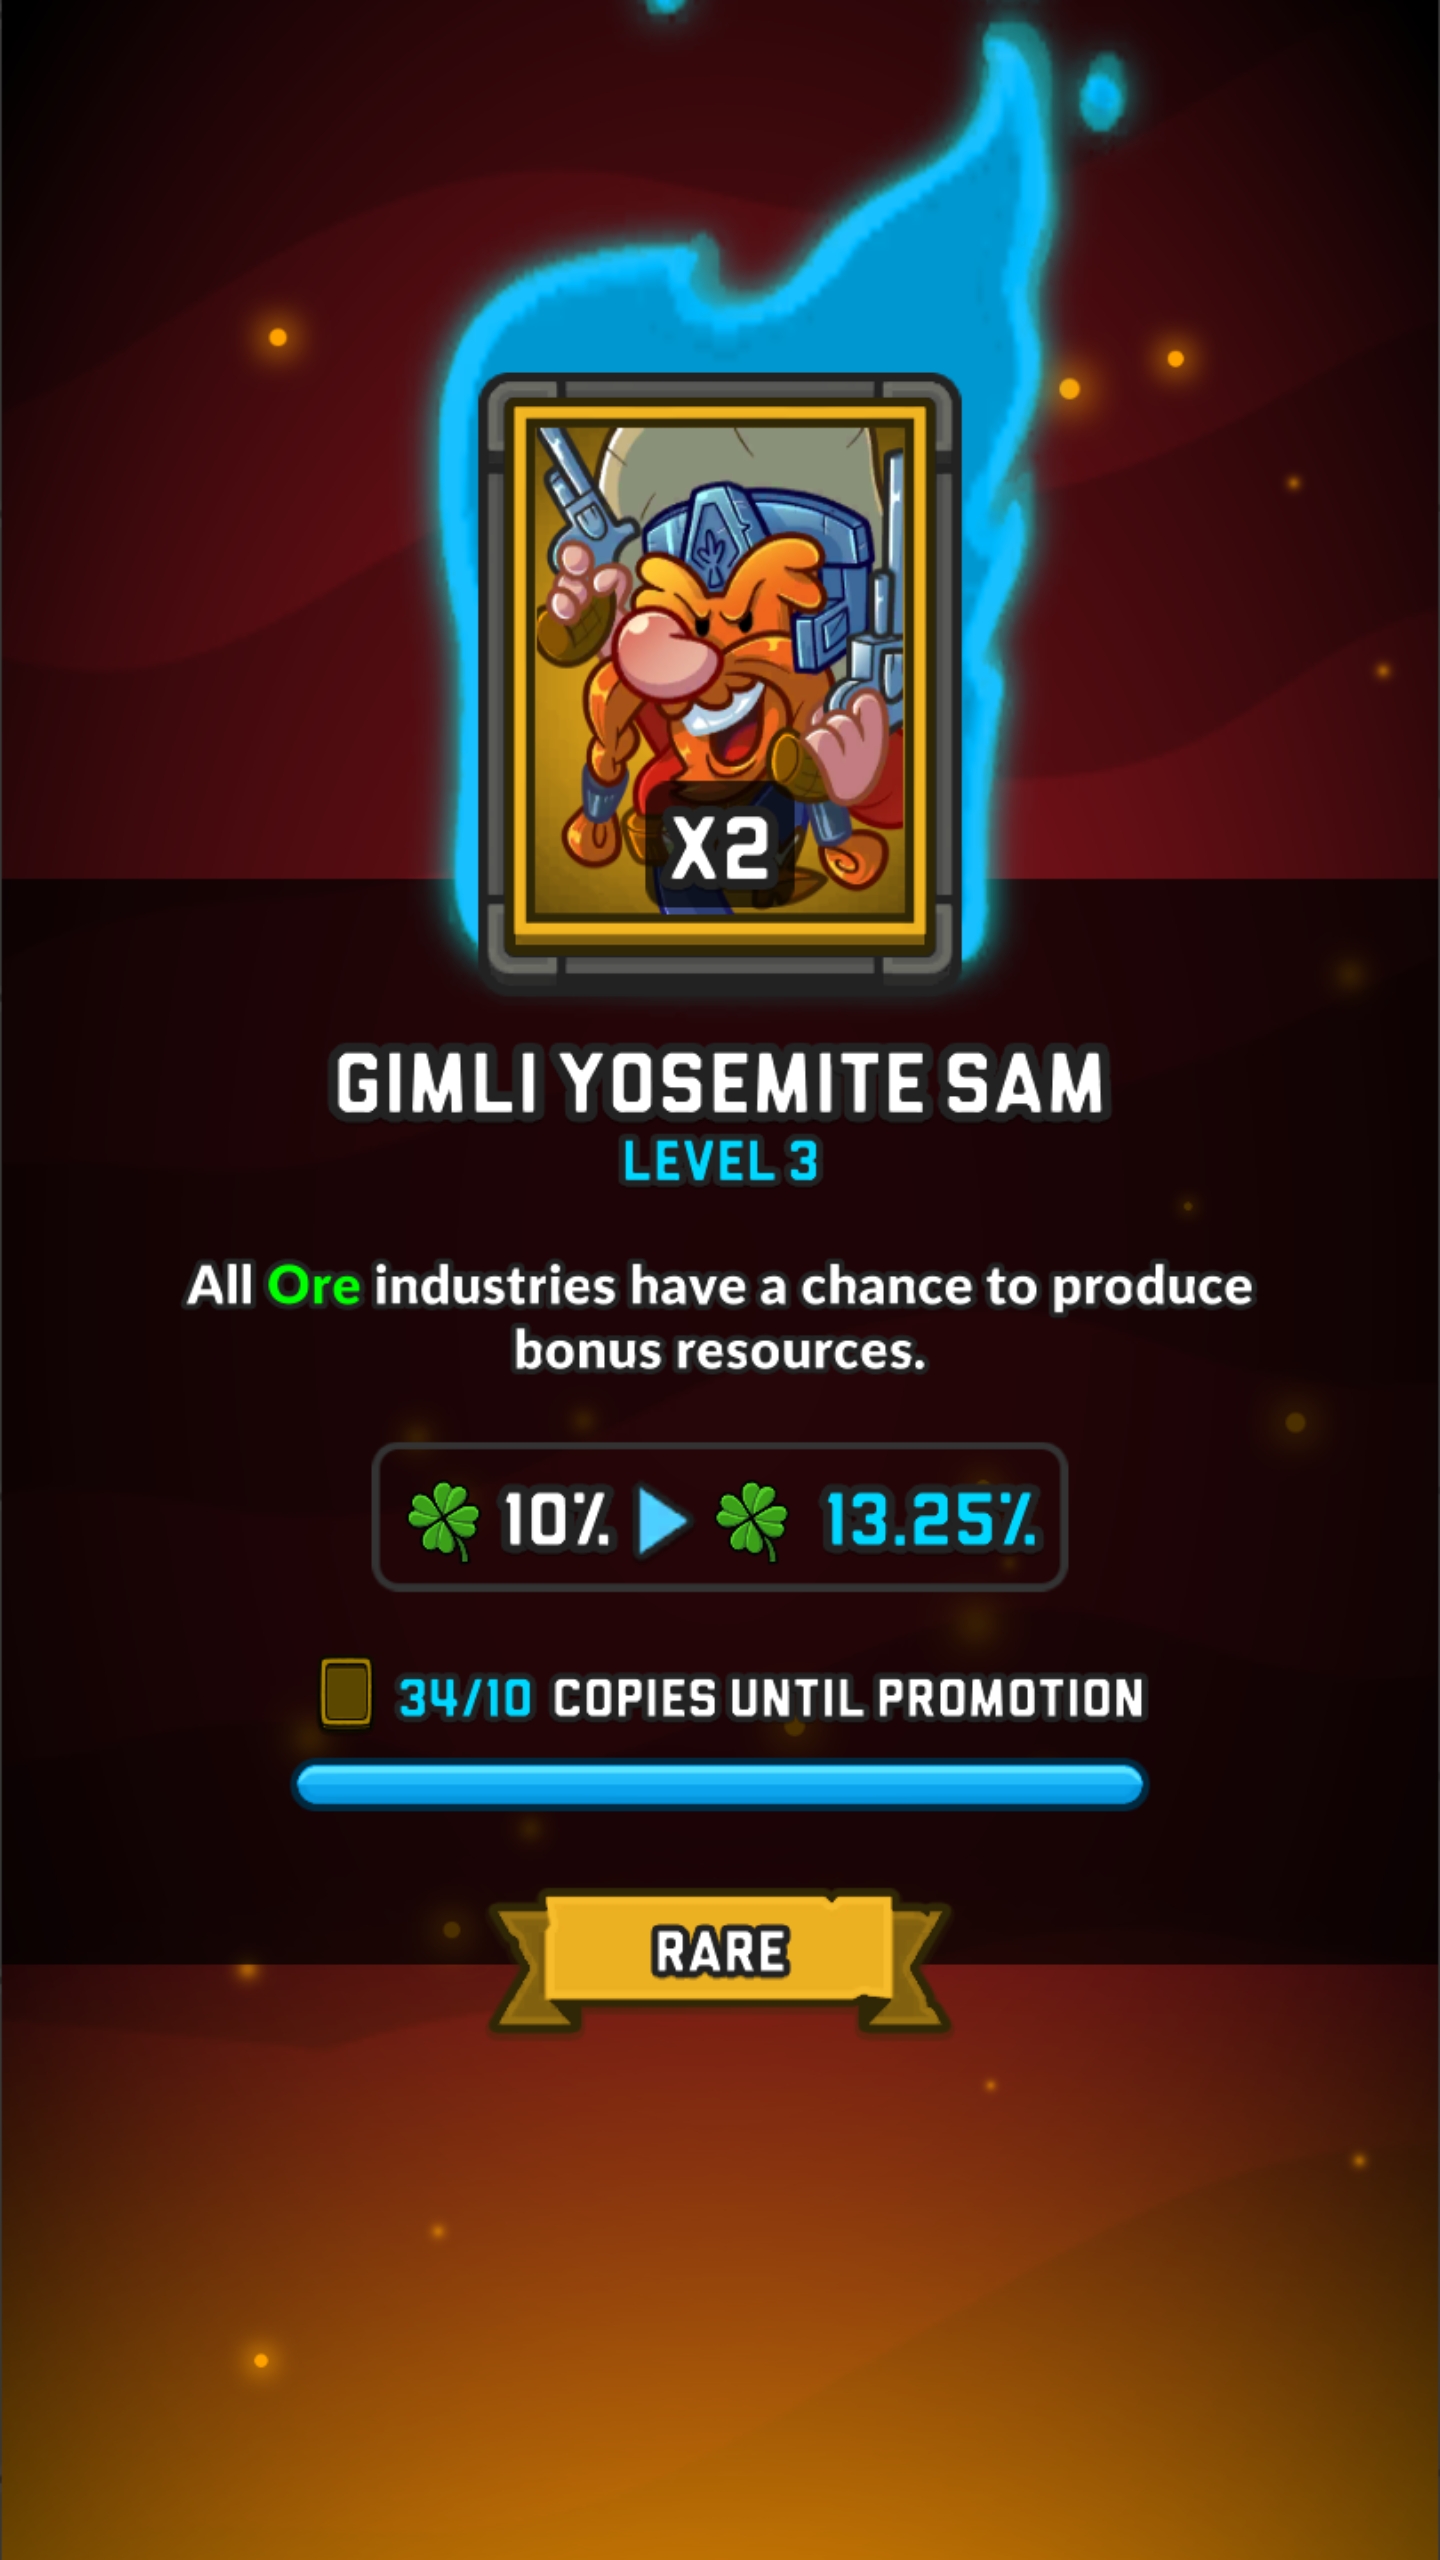 X2
GIMLI YOSEMITE SAM
LEVEL 3
All Ore industries have a chance to produce
bonus resources.
10% 13.25%
34/10 COPIES UNTIL PROMOTION
RARE